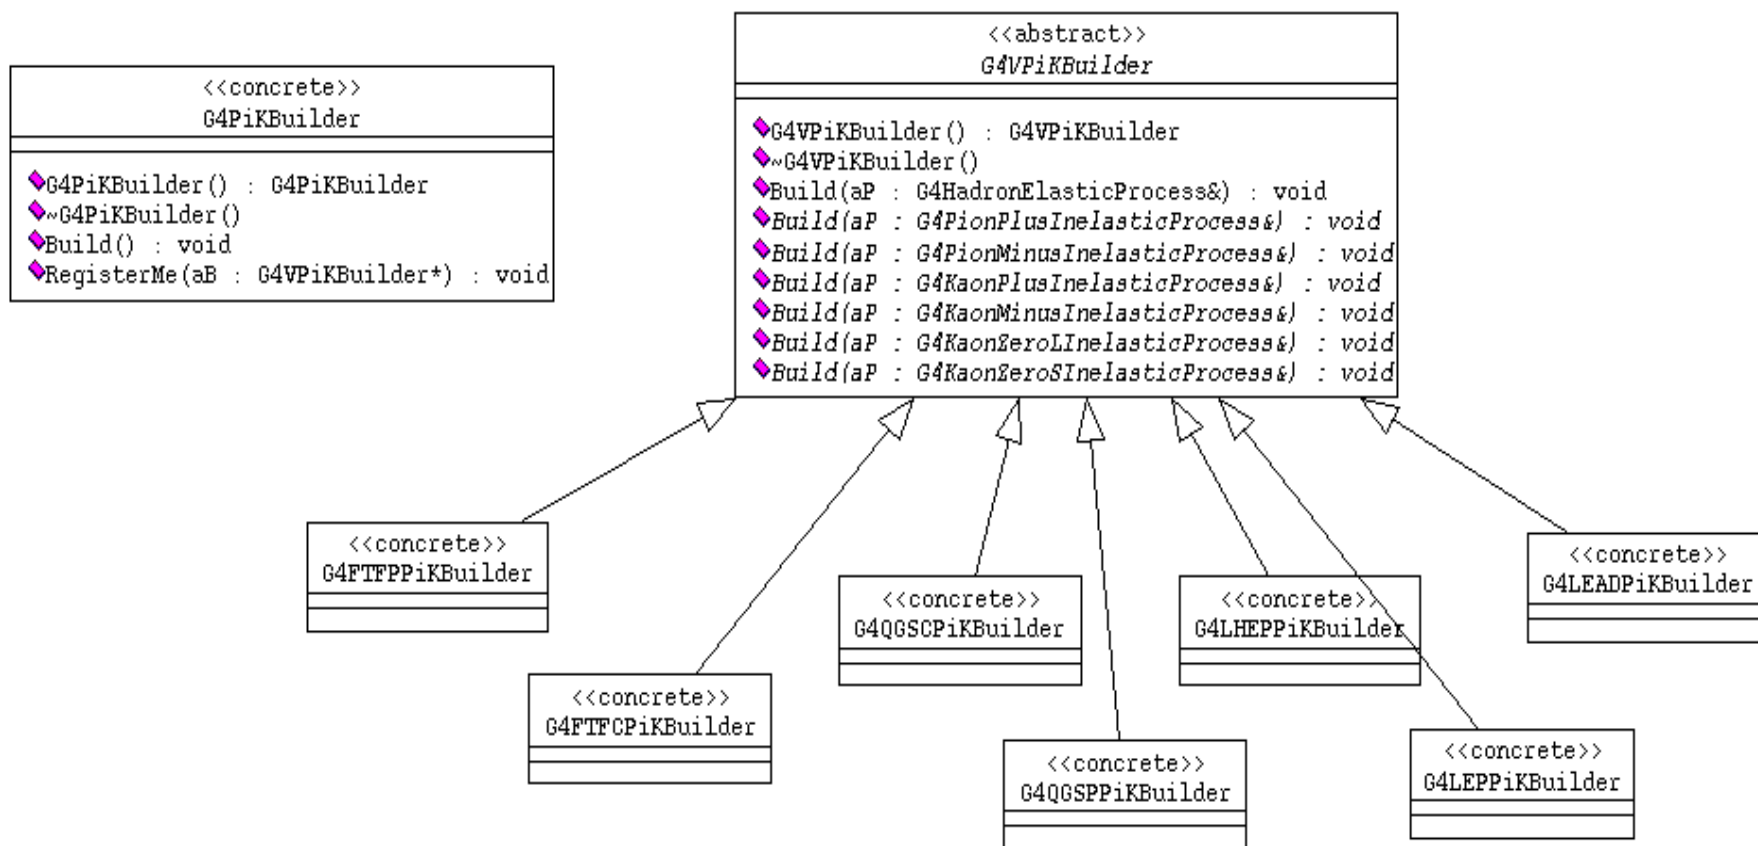 <<concrete>>
G4PiKBuilder
G4PiKBuilder() : G4PiKBuilder
~G4PiKBuilder()
Build() : void
RegisterMe(aB : G4VPiKBuilder*) : void
<<abstract>>
G4VPiKBuilder
G4VPiKBuilder() : G4VPiKBuilder
~G4VPiKBuilder()
Build(aP : G4HadronElasticProcess&) : void
Build(aP : G4PionPlusInelasticProcess&) : void
Build(aP : G4PionMinusInelasticProcess&) : void
Build(aP : G4KaonPlusInelasticProcess&) : void
Build(aP : G4KaonMinusInelasticProcess&) : void
Build(aP : G4KaonZeroLInelasticProcess&) : void
Build(aP : G4KaonZeroSInelasticProcess&) : void
<<concrete>>
G4FTFPPiKBuilder
<<concrete>>
G4FTFCPiKBuilder
<<concrete>>
G4QGSCPiKBuilder
<<concrete>>
G4QGSPPiKBuilder
<<concrete>>
G4LHEPPiKBuilder
<<concrete>>
G4LEPPiKBuilder
<<concrete>>
G4LEADPiKBuilder